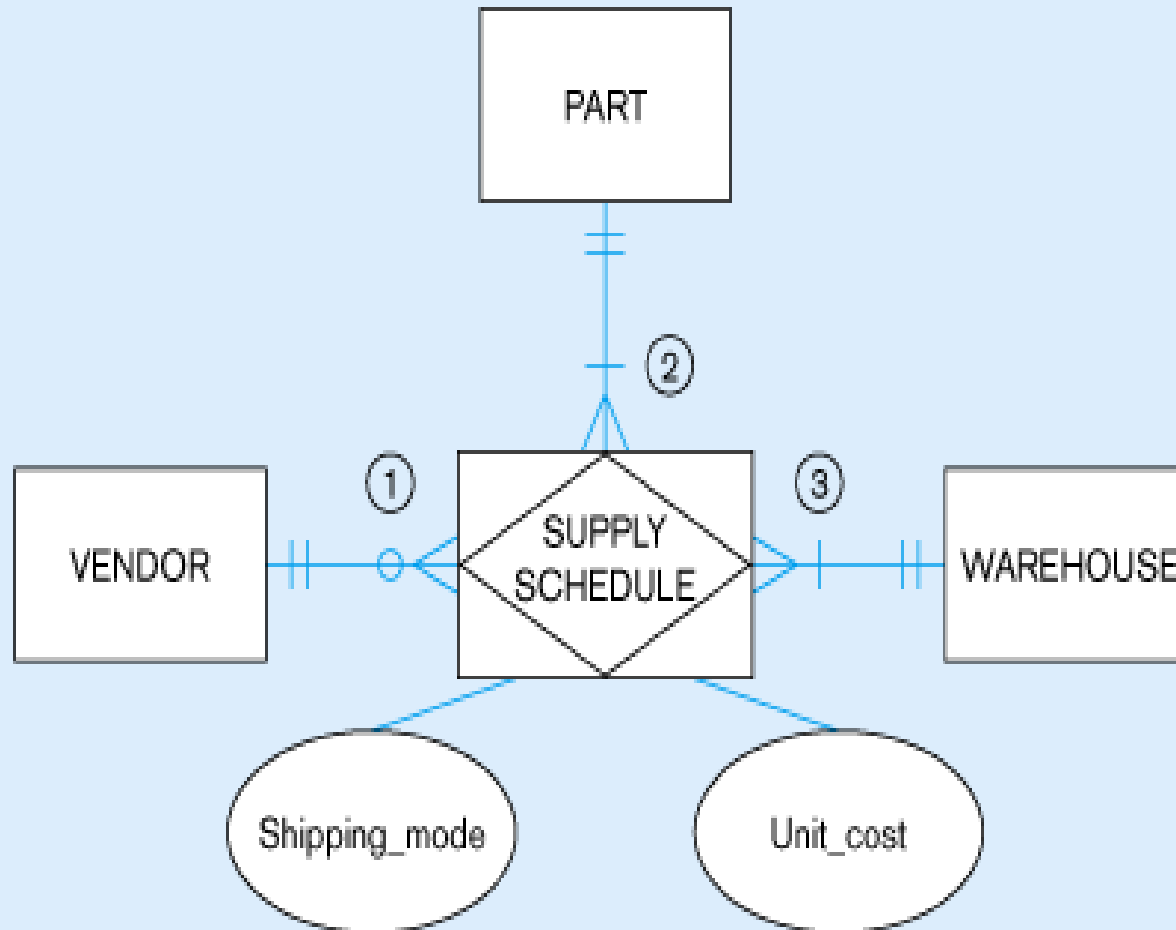 PART
2
1
3
VENDOR
SUPPLY
SCHEDULE
WAREHOUSE
Shipping_mode
Unit_cost